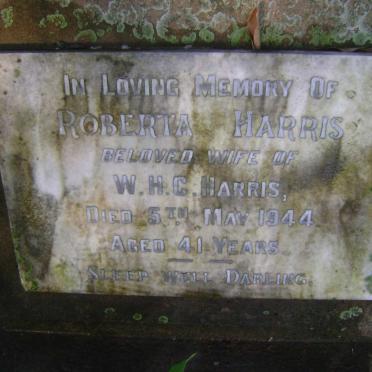 In Loving Memory Of
Roberta Harris
Beloved Wife Of
W. H. C. Harris,
Died 5th May 1944
Aged 41 Years
Sleep Well Darling.